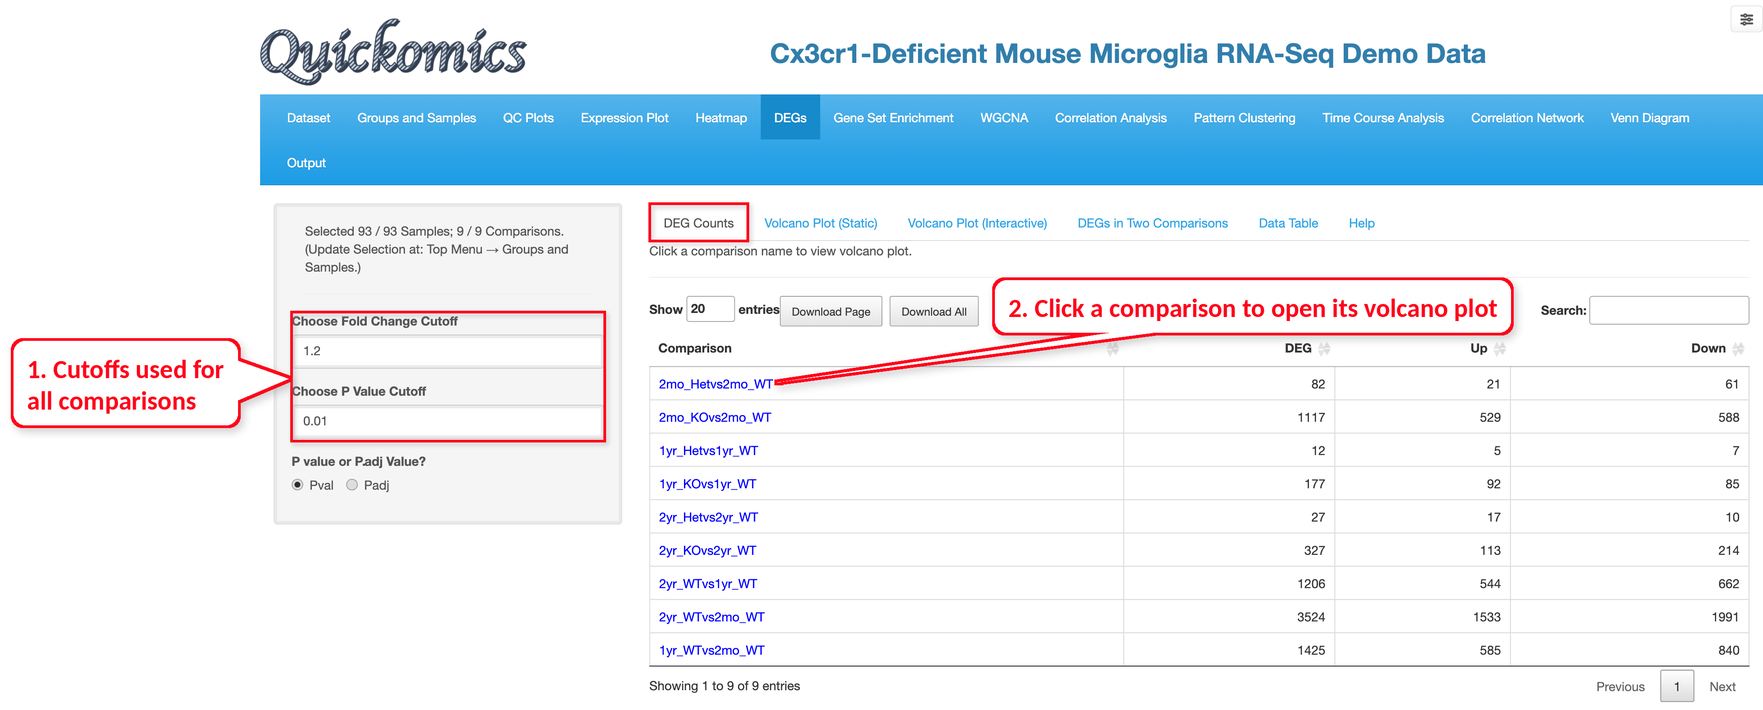 Quickomics
Cx3cr1-Deficient Mouse Microglia RNA-Seq Demo Data
Dataset Groups and Samples QC Plots Expression Plot Heatmap DEGs Gene Set Enrichment WGCNA Correlation Analysis Pattern Clustering Time Course Analysis Correlation Network Venn Diagram
Output
Selected 93 / 93 Samples; 9 / 9 Comparisons.
(Update Selection at: Top Menu → Groups and
Samples.)
Choose Fold Change Cutoff
1.2
Choose P Value Cutoff
0.01
P value or P.adj Value?
Pval Padj
1. Cutoffs used for
all comparisons
DEG Counts Volcano Plot (Static) Volcano Plot (Interactive) DEGs in Two Comparisons Data Table Help
Click a comparison name to view volcano plot.
Show 20 entries Download Page Download All
2. Click a comparison to open its volcano plot
Search:
Comparison DEG Up Down
2mo_Hetvs2mo_WT 82 21 61
2mo_KOvs2mo_WT 1117 529 588
1yr_Hetvs1yr_WT 12 5 7
1yr_KOvs1yr_WT 177 92 85
2yr_Hetvs2yr_WT 27 17 10
2yr_KOvs2yr_WT 327 113 214
2yr_WTvs1yr_WT 1206 544 662
2yr_WTvs2mo_WT 3524 1533 1991
1yr_WTvs2mo_WT 1425 585 840
Showing 1 to 9 of 9 entries
Previous 1 Next